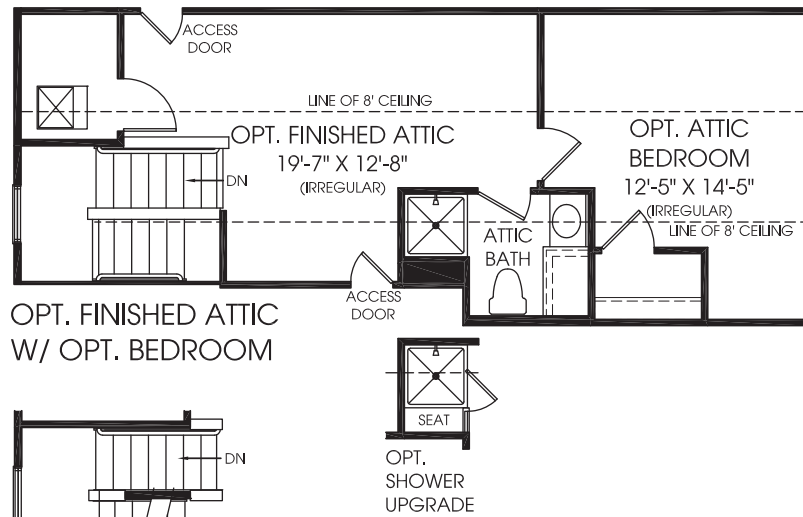 ACCESS
DOOR
LINE OF 8' CEILING
OPT. FINISHED ATTIC
19'-7" X 12'-8"
(IRREGULAR)
DN
OPT. ATTIC
BEDROOM
12'-5" X 14'-5"
(IRREGULAR)
LINE OF 8' CEILING
ATTIC
BATH
ACCESS
DOOR
OPT. FINISHED ATTIC
W/ OPT. BEDROOM
SEAT
OPT.
SHOWER
UPGRADE
DN